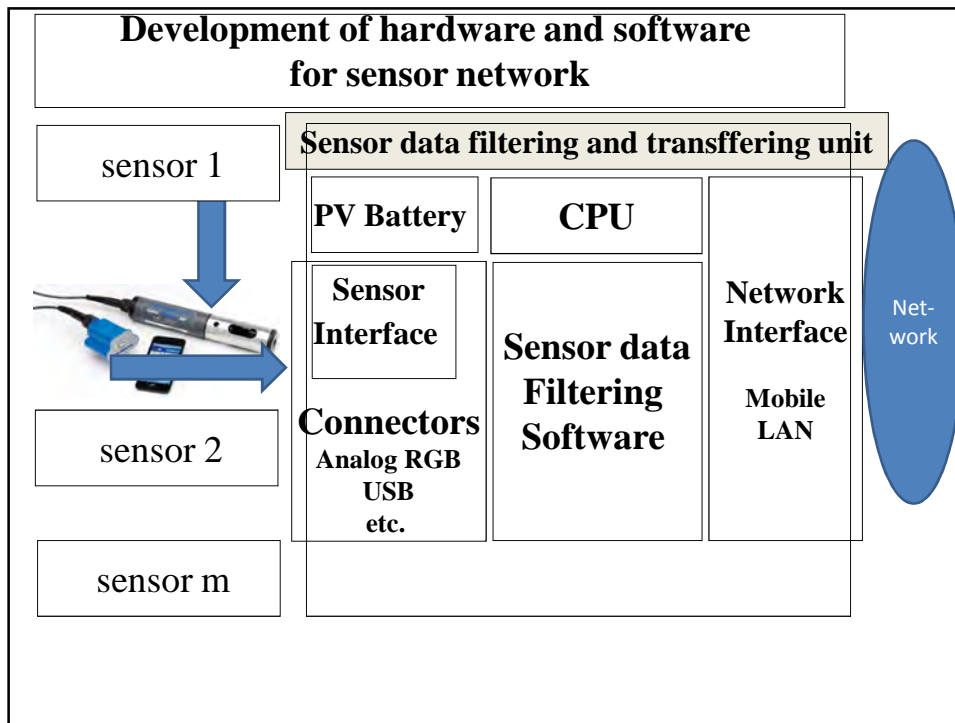 Development of hardware and software
for sensor network
Sensor data filtering and transffering unit
sensor 1
sensor 2
sensor m
PV Battery
Sensor
Interface
Connectors
Analog RGB
USB
etc.
CPU
Sensor data
Filtering
Software
Network
Interface
Mobile
LAN
Net-
work